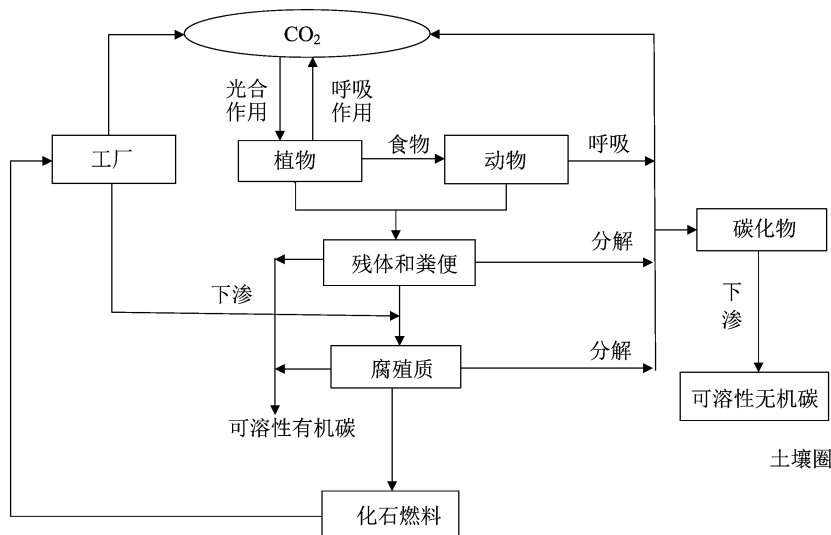 CO₂
光合
作用
呼吸
作用
工厂
植物
食物
动物
呼吸
碳化物
残体和粪便
分解
下渗
下
渗
腐殖质
分解
可溶性无机碳
可溶性有机碳
土壤圈
化石燃料